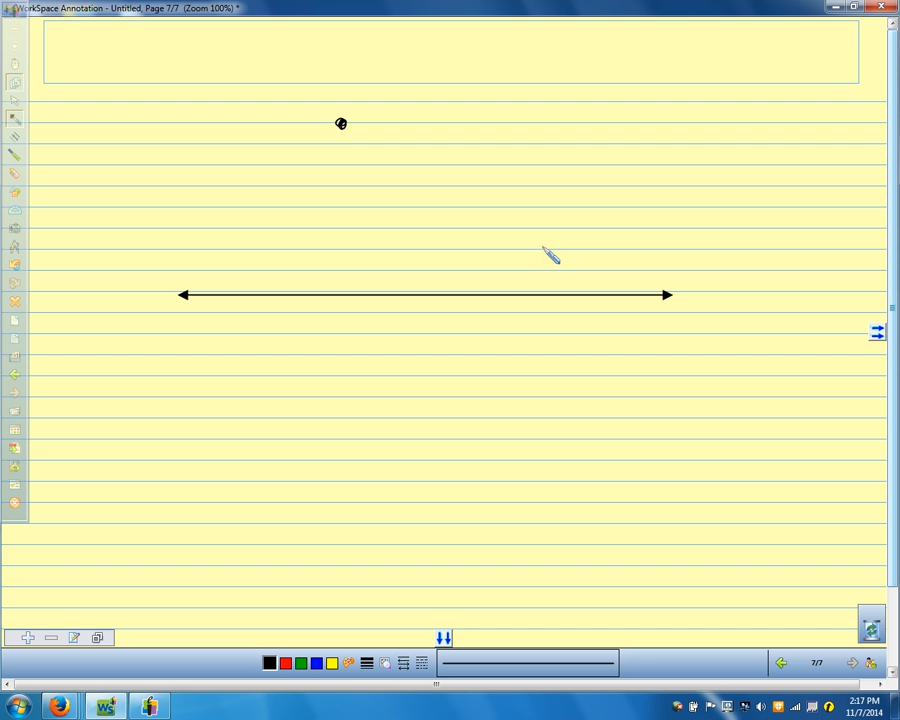 WorkSpace Annotation - Untitled, Page 7/7 (Zoom 100%) *
7/7
2:17 PM
11/7/2014